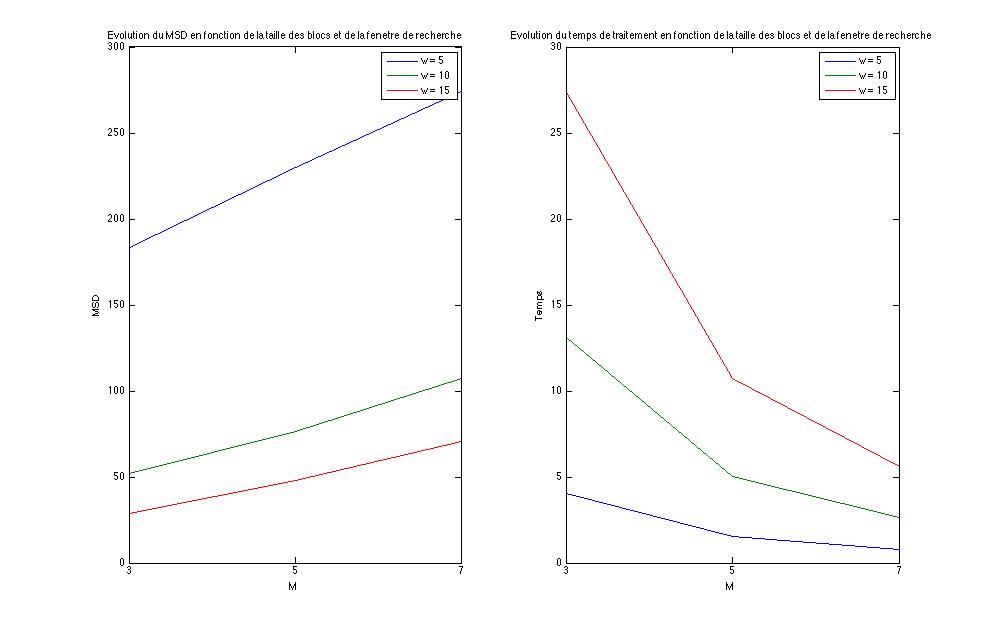 Evolution du MSD en fonction de la taille des blocs et de la fenetre de recherche
300
250
200
150
100
50
0
3
5
7
MSD
M
w = 5
w = 10
w = 15
Evolution du temps de traitement en fonction de la taille des blocs et de la fenetre de recherche
30
25
20
15
10
5
0
3
5
7
Temps
M
w = 5
w = 10
w = 15